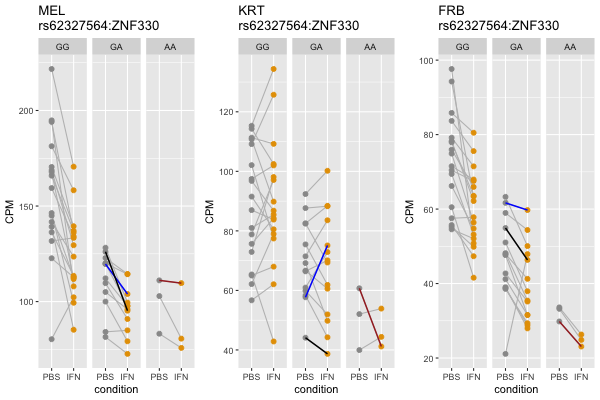 MEL
rs62327564:ZNF330
GG GA AA
CPM
200
150
100
PBS IFN PBS IFN PBS IFN
condition
KRT
rs62327564:ZNF330
GG GA AA
CPM
120
100
80
60
40
PBS IFN PBS IFN PBS IFN
condition
FRB
rs62327564:ZNF330
GG GA AA
CPM
100
80
60
40
20
PBS IFN PBS IFN PBS IFN
condition